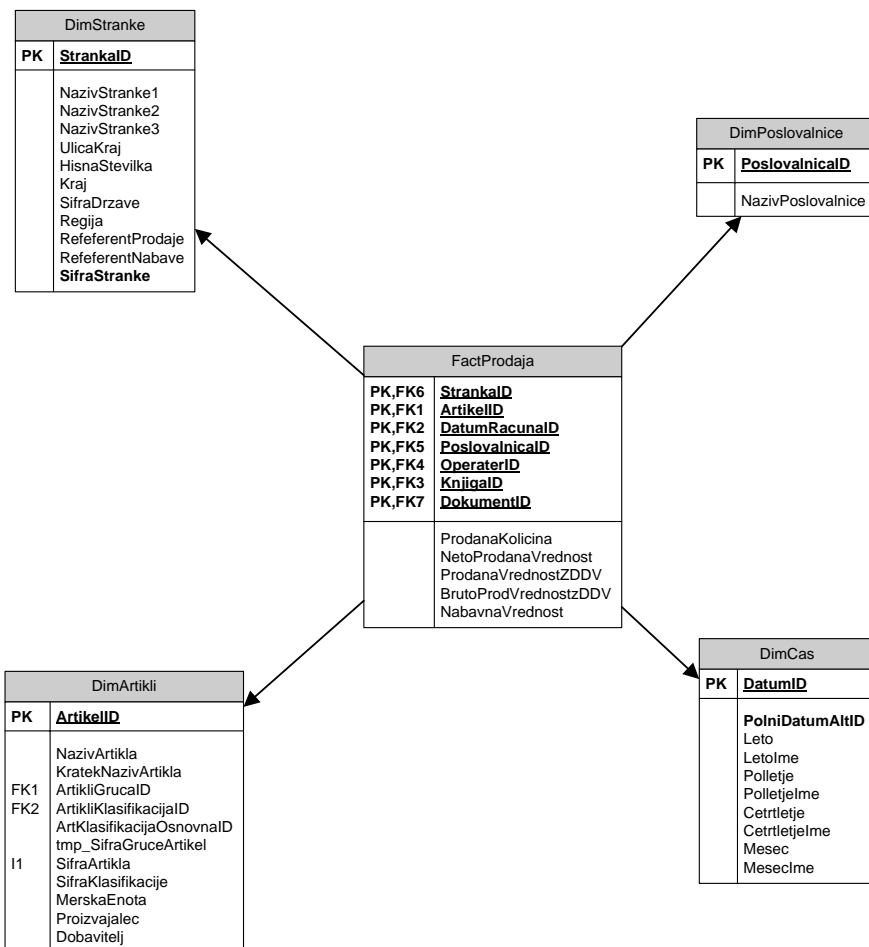 DimStranke
PK StrankaID
NazivStranke1
NazivStranke2
NazivStranke3
UlicaKraj
HisnaStevilka
Kraj
SifraDrzave
Regija
RefeferentProdaje
RefeferentNabave
SifraStranke
DimPoslovalnice
PK PoslovalnicaID
NazivPoslovalnice
FactProdaja
PK,FK6 StrankaID
PK,FK1 ArtikelID
PK,FK2 DatumRacunaID
PK,FK5 PoslovalnicaID
PK,FK4 OperaterID
PK,FK3 KnjigaID
PK,FK7 DokumentID
ProdanaKolicina
NetoProdanaVrednost
ProdanaVrednostZDDV
BrutoProdVrednostzDDV
NabavnaVrednost
DimArtikli
PK ArtikelID
NazivArtikla
KratekNazivArtikla
FK1 ArtikliGrucaID
FK2 ArtikliKlasifikacijaID
ArtKlasifikacijaOsnovnaID
tmp_SifraGruceArtikel
I1 SifraArtikla
SifraKlasifikacije
MerskaEnota
Proizvajalec
Dobavitelj
DimCas
PK DatumID
PolniDatumAltID
Leto
LetoIme
Polletje
PolletjeIme
Cetrtletje
CetrtletjeIme
Mesec
MesecIme